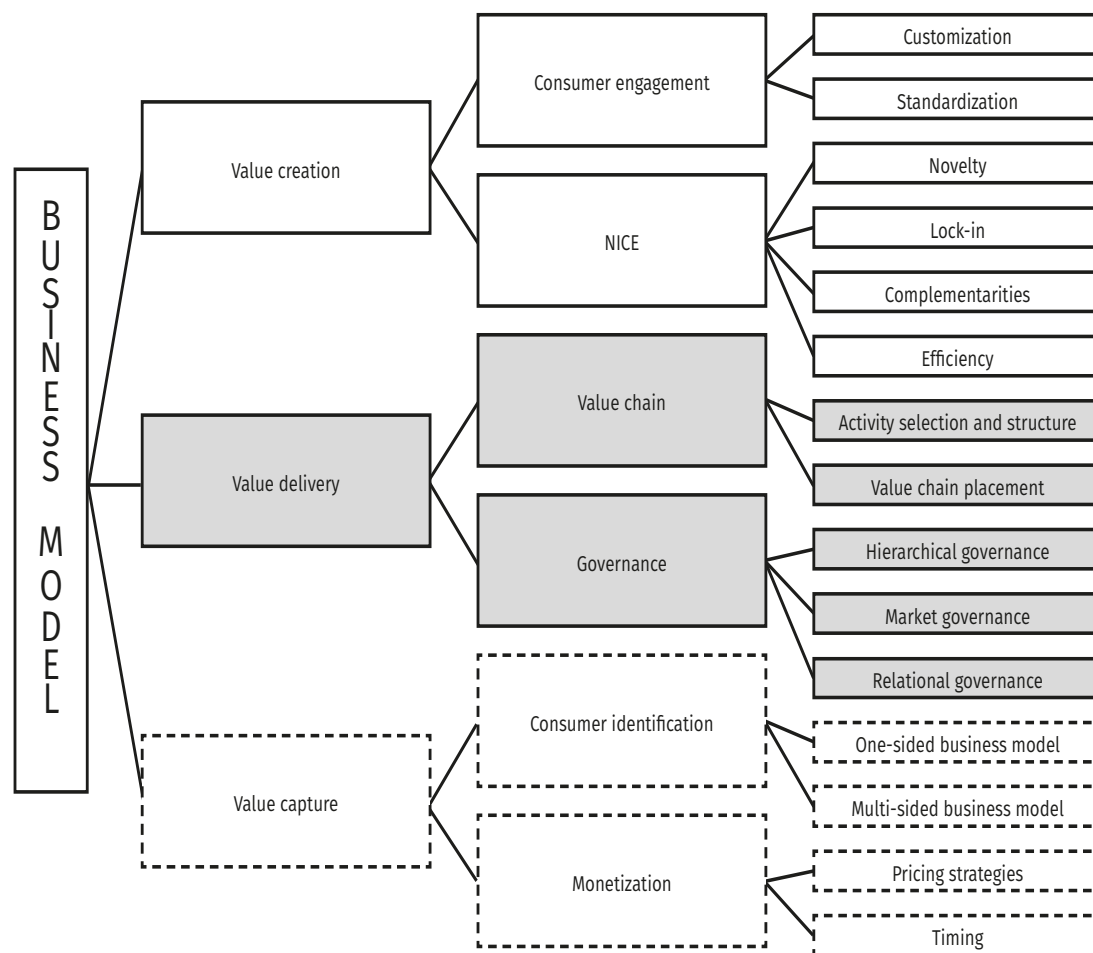 BUSINESS MODEL
Value creation
Consumer engagement
Customization
Standardization
NICE
Novelty
Lock-in
Complementarities
Efficiency
Value delivery
Value chain
Activity selection and structure
Value chain placement
Governance
Hierarchical governance
Market governance
Relational governance
Value capture
Consumer identification
One-sided business model
Multi-sided business model
Monetization
Pricing strategies
Timing